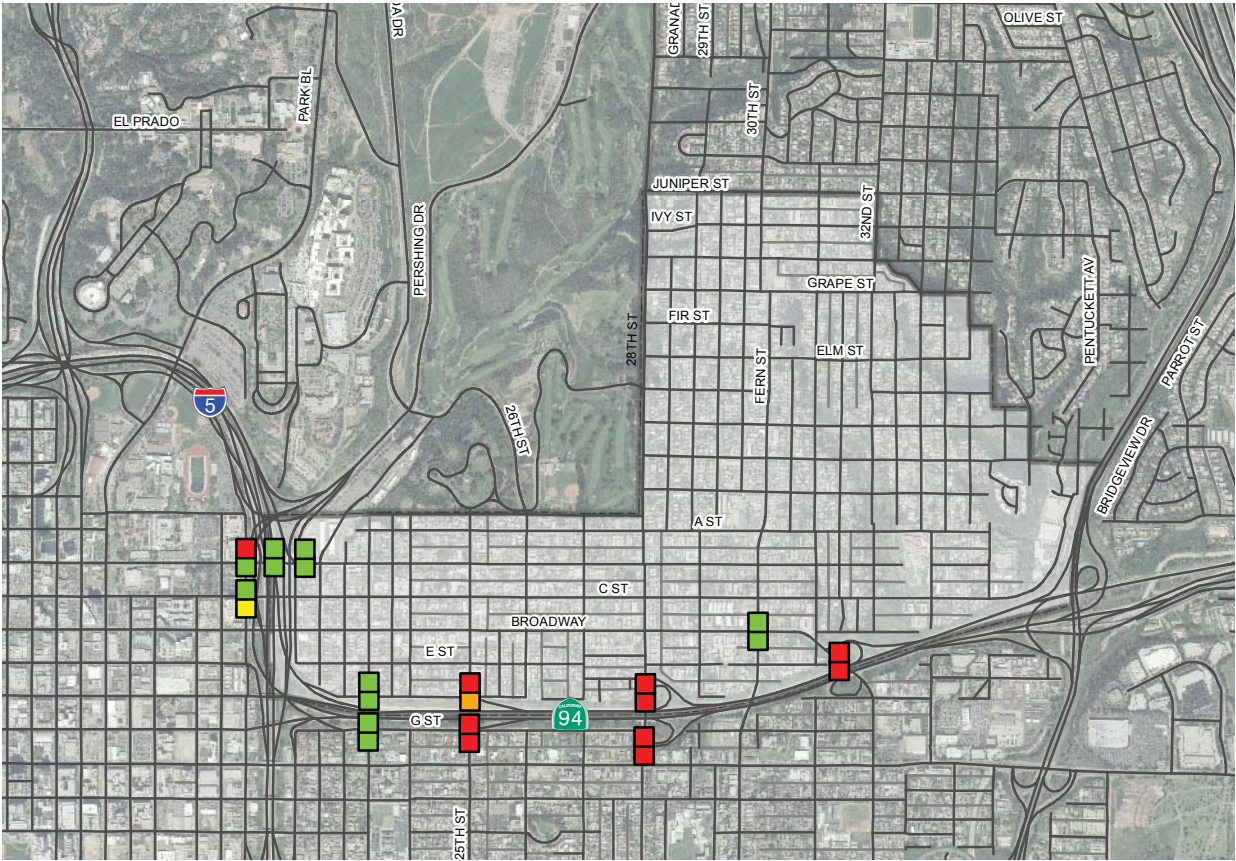 OLIVE ST
GRANAD
29TH ST
DA DR
PARK BL
30TH ST
EL PRADO
JUNIPER ST
IVY ST
32ND ST
PERSHING DR
GRAPE ST
PENTUCKETT AV
FIR ST
28TH ST
ELM ST
PARROT ST
FERN ST
5
26TH ST
BRIDGEVIEW DR
A ST
C ST
BROADWAY
E ST
CALIFORNIA
94
G ST
25TH ST